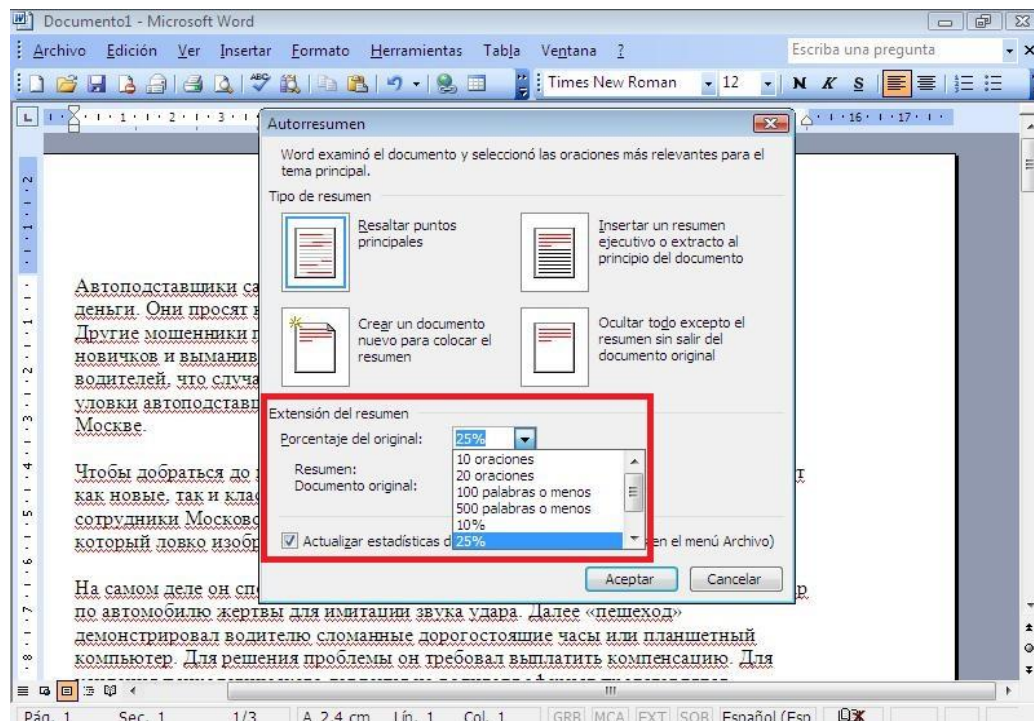 Documento1 - Microsoft Word
Archivo Edición Ver Insertar Formato Herramientas Tabla Ventana ? Escriba una pregunta
Times New Roman 12 N K S
1 2 3 16 17
Autorresumen
Word examinó el documento y seleccionó las oraciones más relevantes para el
tema principal.
Tipo de resumen
Resaltar puntos
principales
Insertar un resumen
ejecutivo o extracto al
principio del documento
Crear un documento
nuevo para colocar el
resumen
Ocultar todo excepto el
resumen sin salir del
documento original
Extensión del resumen
Porcentaje del original: 25%
10 oraciones
20 oraciones
100 palabras o menos
500 palabras o menos
10%
25%
Resumen:
Documento original:
Actualizar estadísticas en el menú Archivo)
Aceptar Cancelar
Автоподставщики
деньги. Они просят
Другие мошенники
новичков и
водителей, что
уловки
Москве.
Чтобы добраться до
как новые, так и
сотрудники
который ловко
На самом деле он
по автомобилю жертвы для имитации звука удара. Далее «пешеход»
демонстрировал водителю сломанные дорогостоящие часы или планшетный
компьютер. Для решения проблемы он требовал выплатить компенсацию. Для
Pág. 1 Sec. 1 1/3 A 2,4 cm Lín. 1 Col. 1 GRB MCA EXT SOB Español (Esp